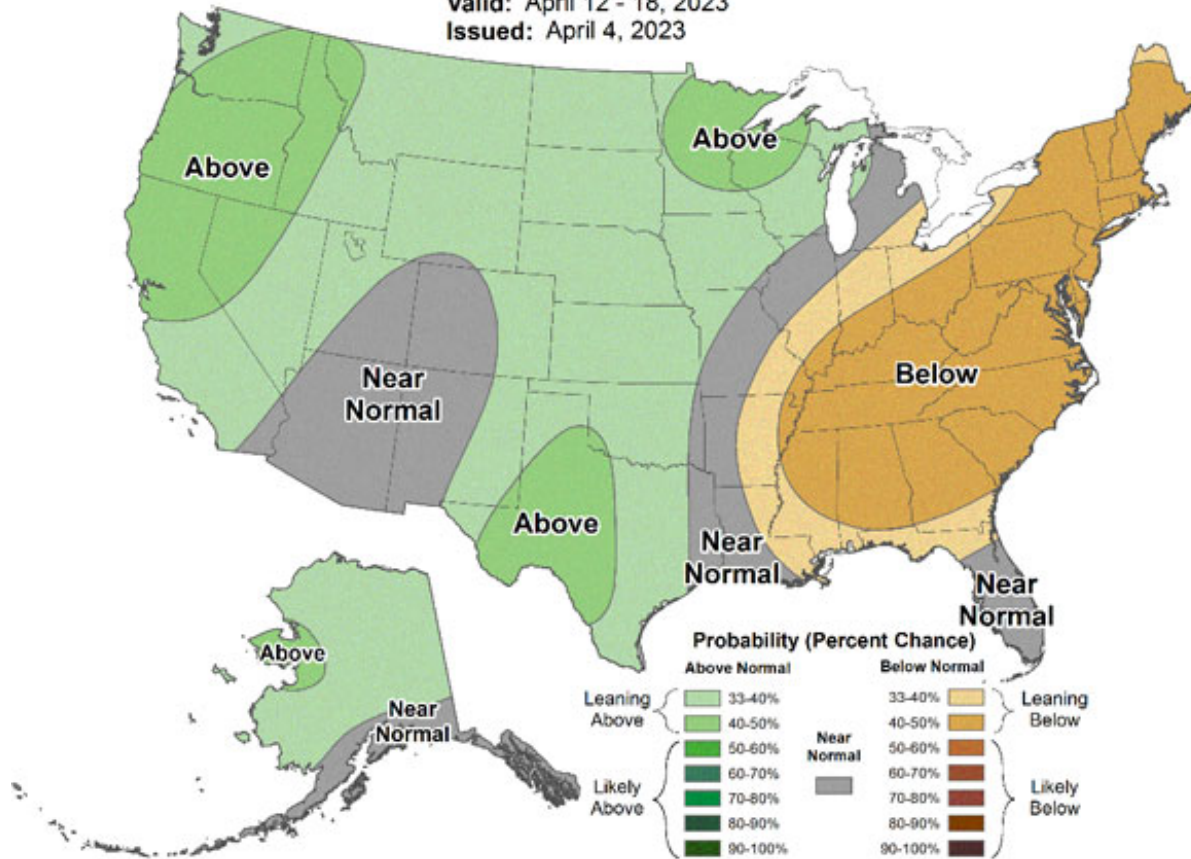 Valid: April 12 - 18, 2023
Issued: April 4, 2023
Above
Above
Near
Normal
Below
Above
Near
Normal
Near
Normal
Above
Near
Normal
Probability (Percent Chance)
Above Normal
Below Normal
Leaning
Above
33-40%
40-50%
Likely
Above
50-60%
60-70%
70-80%
80-90%
90-100%
Near
Normal
33-40%
40-50%
Leaning
Below
50-60%
60-70%
70-80%
80-90%
90-100%
Likely
Below